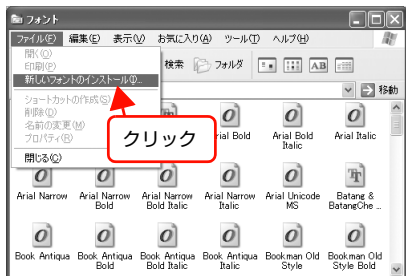 フォント
ファイル(F) 編集(E) 表示(V) お気に入り(A) ツール(T) ヘルプ(H)
開く(O)
印刷(P)
新しいフォントのインストール(I)...
検索 フォルダ
ショートカットの作成(S)
削除(D)
名前の変更(M)
プロパティ(R)
閉じる(C)
移動
クリック
Arial Bold Arial Bold Italic Arial Italic
Arial Narrow Arial Narrow Bold Arial Narrow Bold Italic Arial Narrow Italic Arial Unicode MS Batang & BatangChe ...
Book Antiqua Book Antiqua Bold Book Antiqua Bold Italic Book Antiqua Italic Bookman Old Style Bookman Old Style Bold